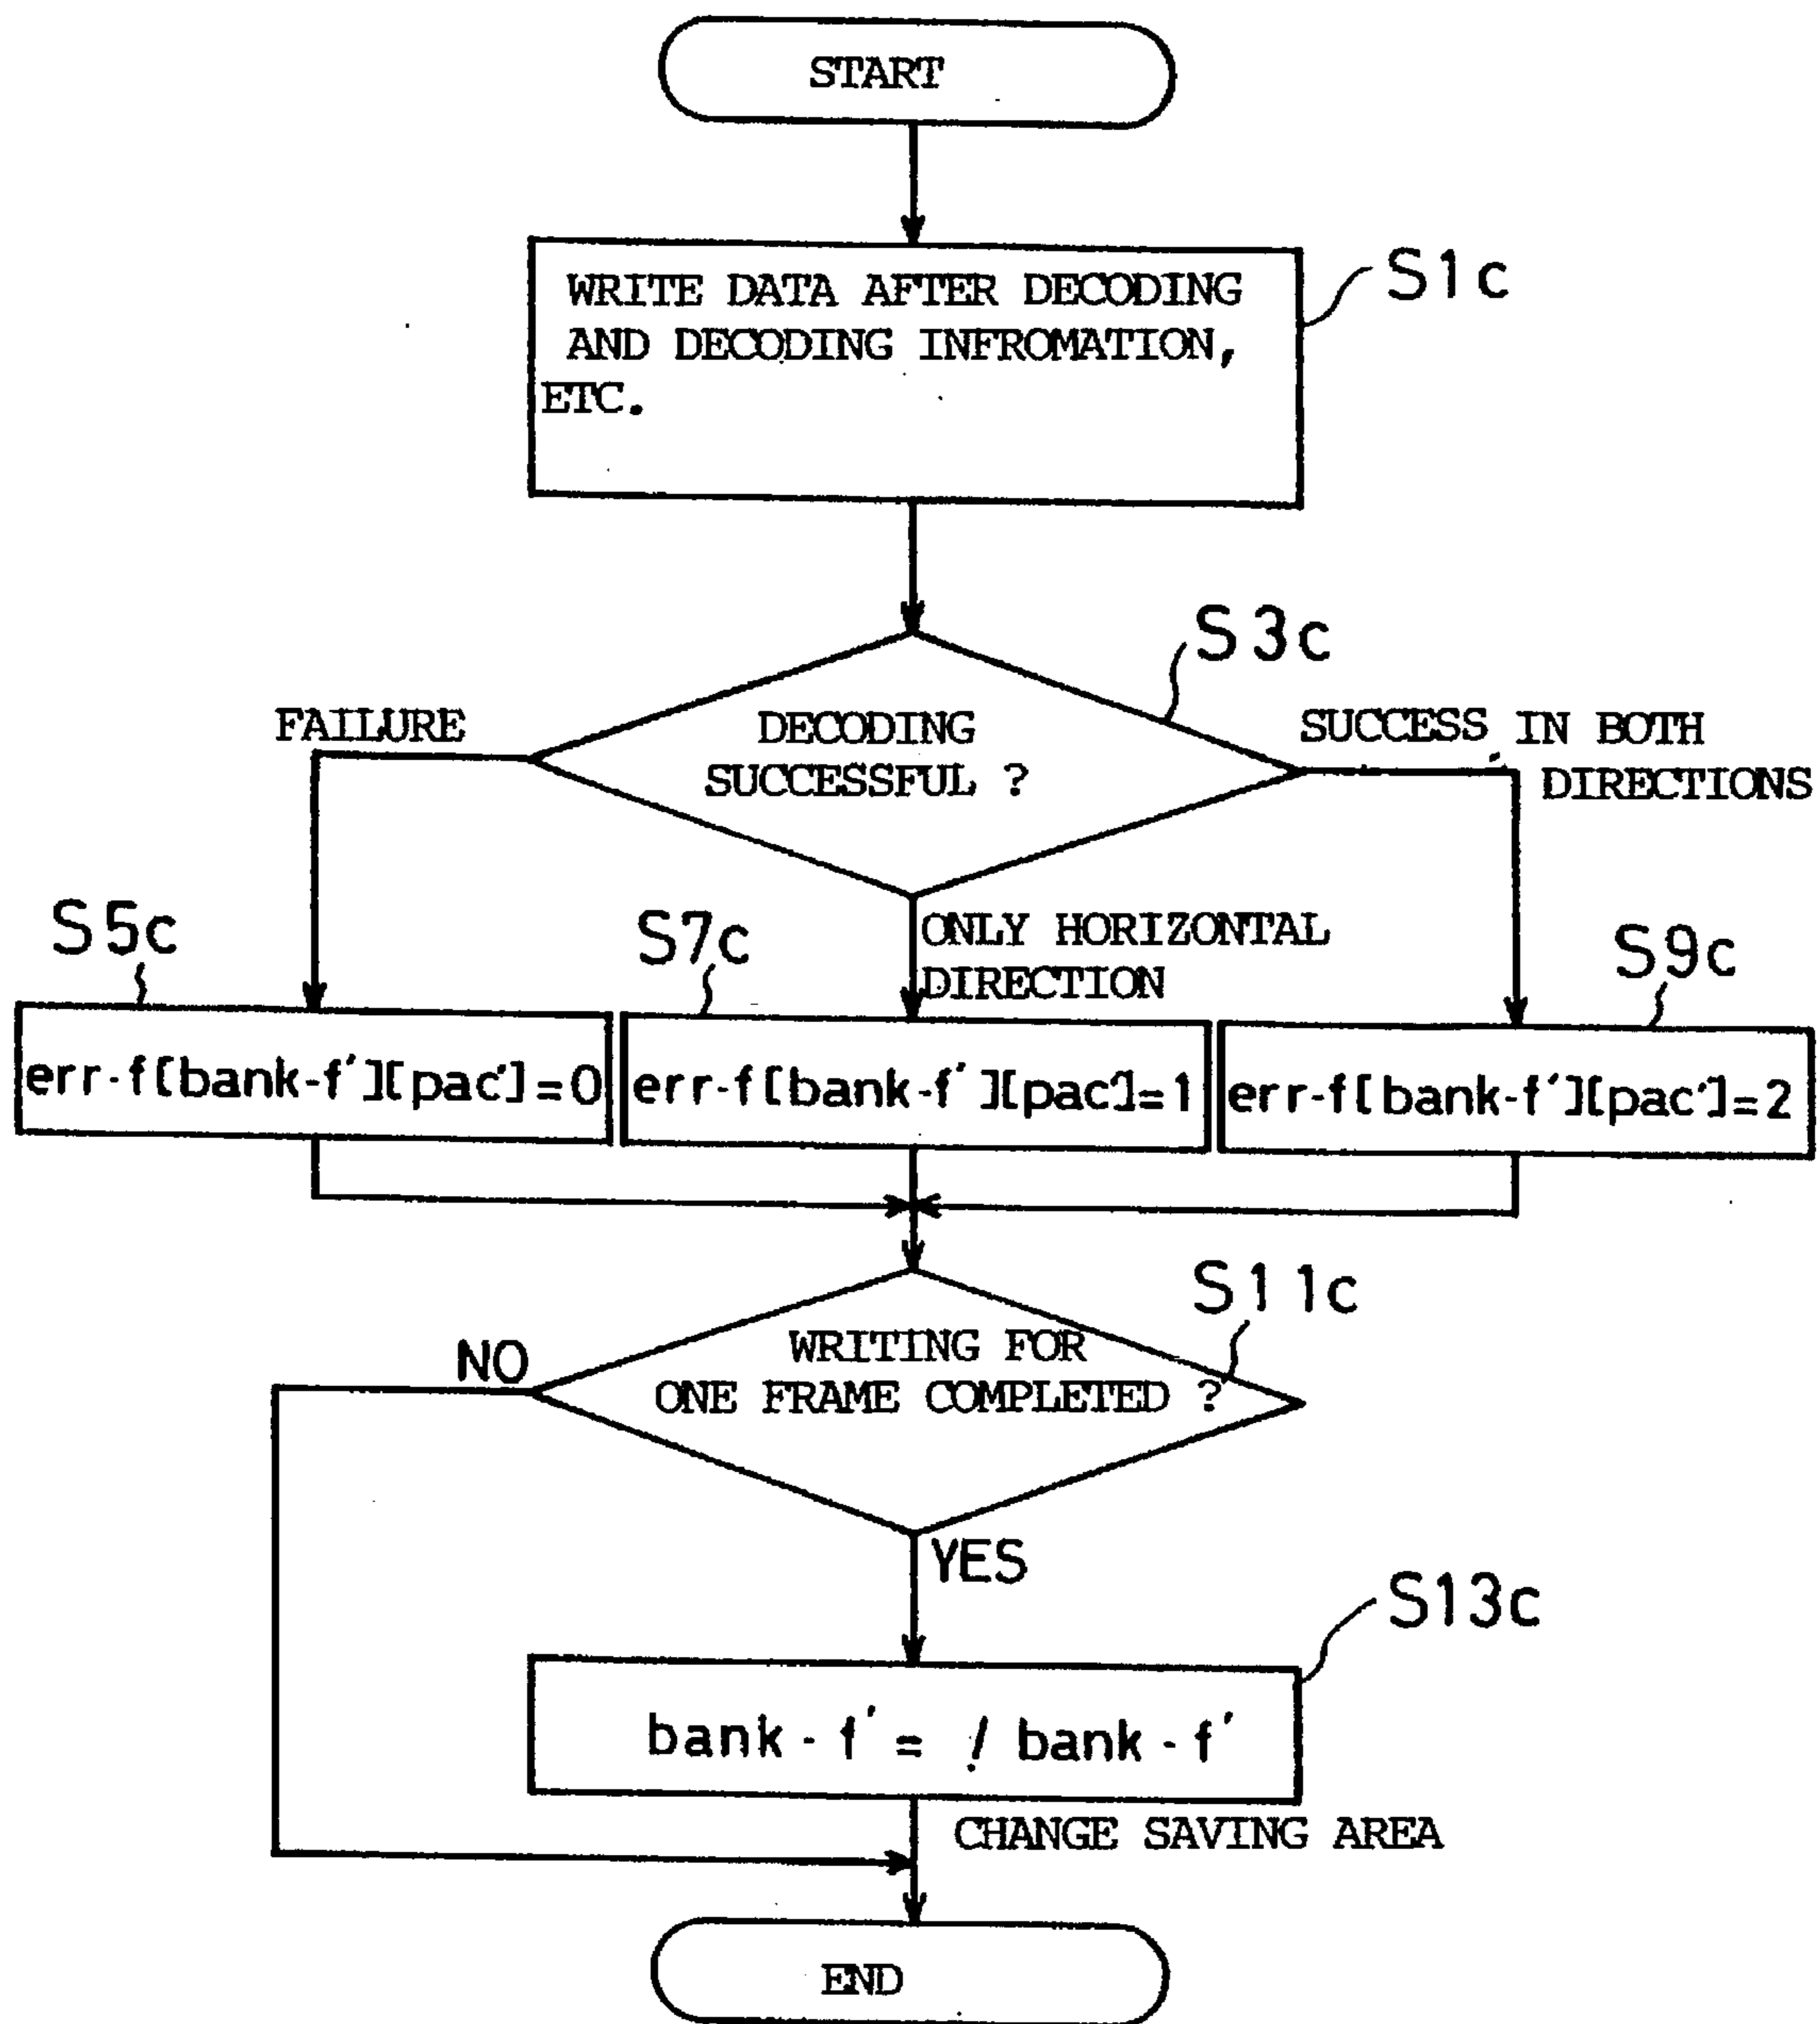 START
WRITE DATA AFTER DECODING
AND DECODING INFROMATION,
ETC.
S1c
S3c
FAILURE
DECODING
SUCCESSFUL ?
SUCCESS IN BOTH
DIRECTIONS
S5c
S7c
ONLY HORIZONTAL
DIRECTION
S9c
err-f[bank-f'][pac']=0
err-f[bank-f'][pac']=1
err-f[bank-f'][pac']=2
S11c
NO
WRITING FOR
ONE FRAME COMPLETED ?
YES
S13c
bank-f' = ! bank-f'
CHANGE SAVING AREA
END